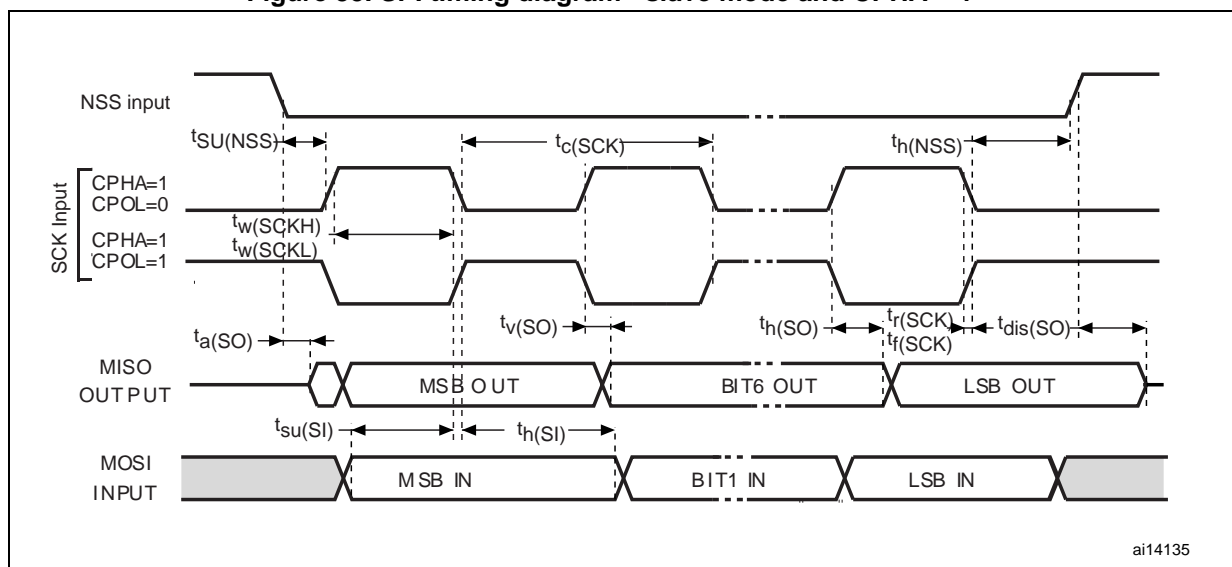 NSS input
tSU(NSS)
tc(SCK)
th(NSS)
SCK Input
CPHA=1
CPOL=0
CPHA=1
CPOL=1
tw(SCKH)
tw(SCKL)
ta(SO)
tv(SO)
th(SO)
tr(SCK)
tf(SCK)
tdis(SO)
MISO
OUTPUT
MSB OUT
BIT6 OUT
LSB OUT
tsu(SI)
th(SI)
MOSI
INPUT
MSB IN
BIT1 IN
LSB IN
ai14135